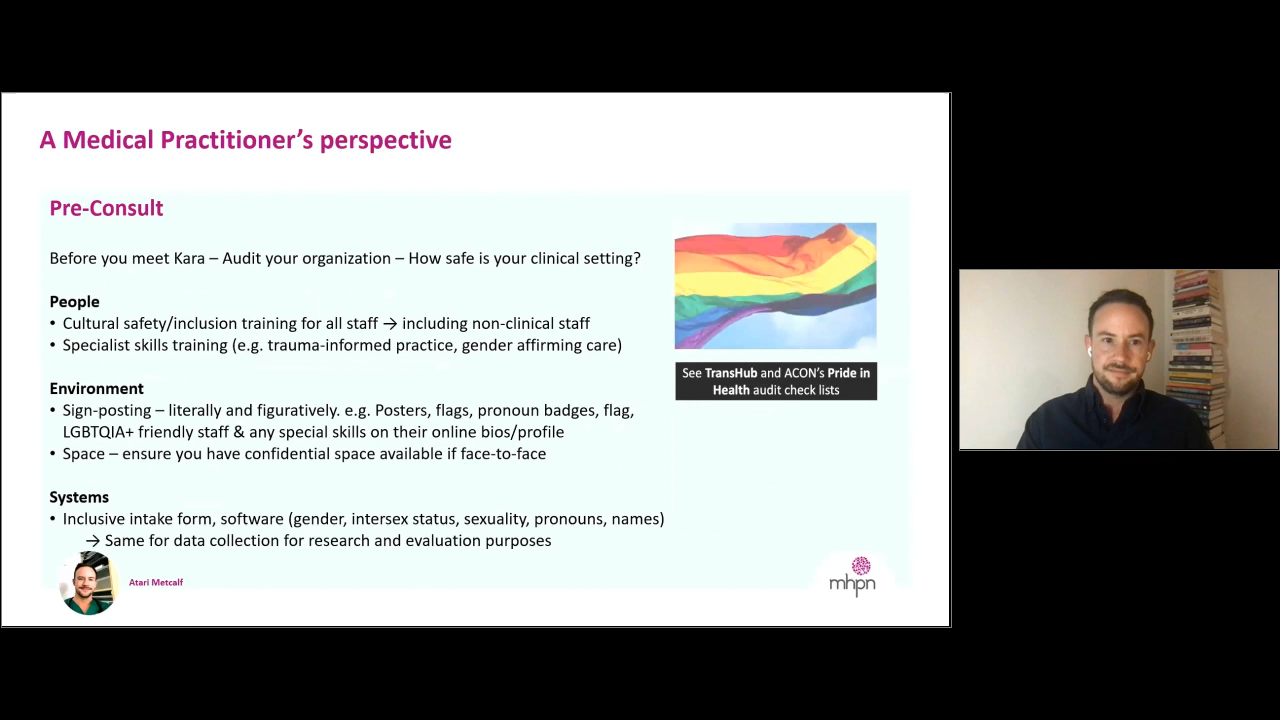 A Medical Practitioner’s perspective
Pre-Consult
Before you meet Kara – Audit your organization – How safe is your clinical setting?
People
• Cultural safety/inclusion training for all staff → including non-clinical staff
• Specialist skills training (e.g. trauma-informed practice, gender affirming care)
Environment
• Sign-posting – literally and figuratively. e.g. Posters, flags, pronoun badges, flag,
LGBTQIA+ friendly staff & any special skills on their online bios/profile
• Space – ensure you have confidential space available if face-to-face
Systems
• Inclusive intake form, software (gender, intersex status, sexuality, pronouns, names)
→ Same for data collection for research and evaluation purposes
See TransHub and ACON’s Pride in
Health audit check lists
Atari Metcalf
mhpn